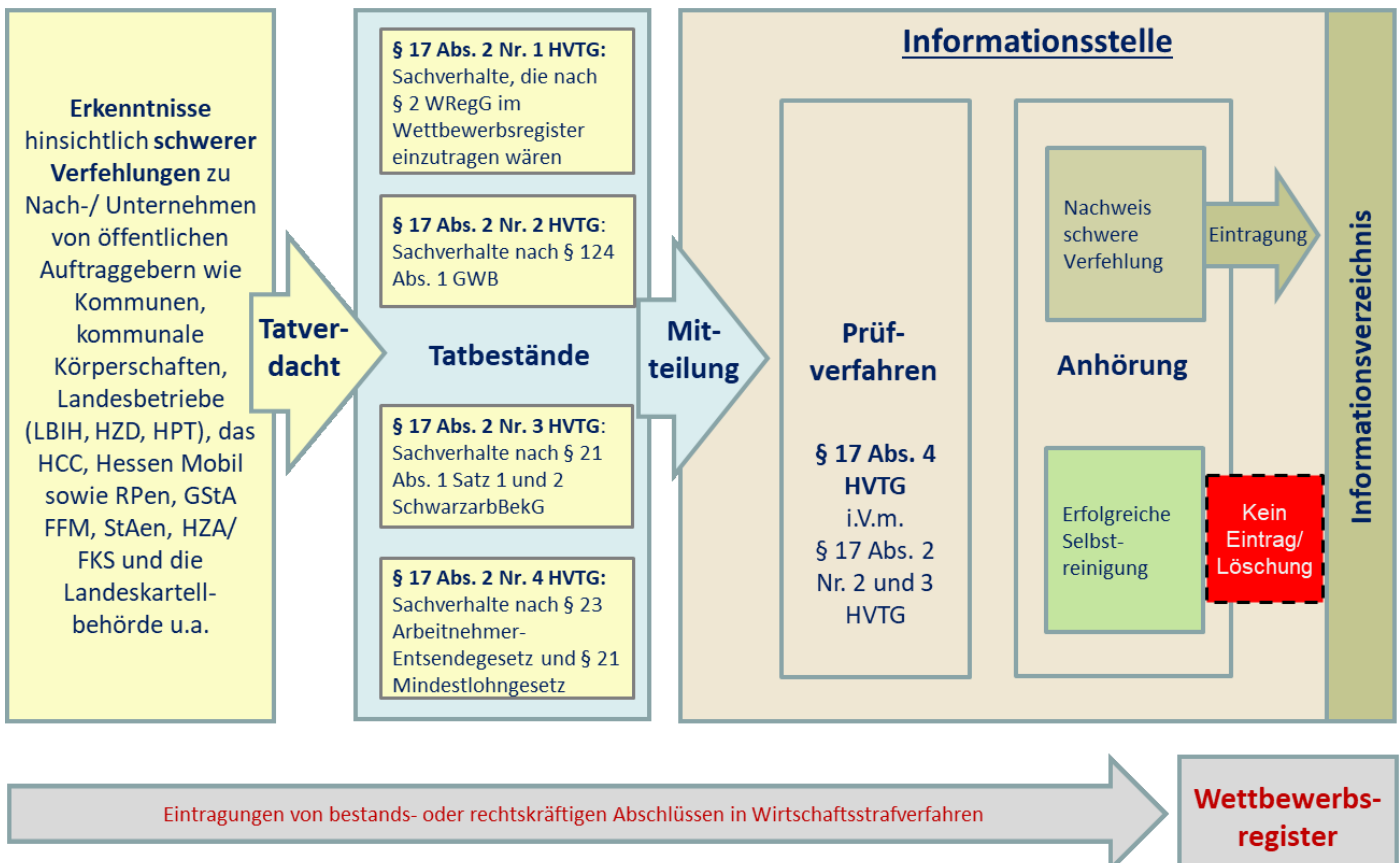 Erkenntnisse
hinsichtlich schwerer
Verfehlungen zu
Nach-/ Unternehmen
von öffentlichen
Auftraggebern wie
Kommunen,
kommunale
Körperschaften,
Landesbetriebe
(LBIH, HZD, HPT), das
HCC, Hessen Mobil
sowie RPen, GStA
FFM, StAen, HZA/
FKS und die
Landeskartell-
behörde u.a.
Tatver-
dacht
§ 17 Abs. 2 Nr. 1 HVTG:
Sachverhalte, die nach
§ 2 WRegG im
Wettbewerbsregister
einzutragen wären
§ 17 Abs. 2 Nr. 2 HVTG:
Sachverhalte nach § 124
Abs. 1 GWB
Tatbestände
§ 17 Abs. 2 Nr. 3 HVTG:
Sachverhalte nach § 21
Abs. 1 Satz 1 und 2
SchwarzarbBekG
§ 17 Abs. 2 Nr. 4 HVTG:
Sachverhalte nach § 23
Arbeitnehmer-
Entsendegesetz und § 21
Mindestlohngesetz
Mit-
teilung
Informationsstelle
Prüf-
verfahren
§ 17 Abs. 4
HVTG
i.V.m.
§ 17 Abs. 2
Nr. 2 und 3
HVTG
Nachweis
schwere
Verfehlung
Eintragung
Anhörung
Erfolgreiche
Selbst-
reinigung
Kein
Eintrag/
Löschung
Informationsverzeichnis
Eintragungen von bestands- oder rechtskräftigen Abschlüssen in Wirtschaftsstrafverfahren
Wettbewerbs-
register